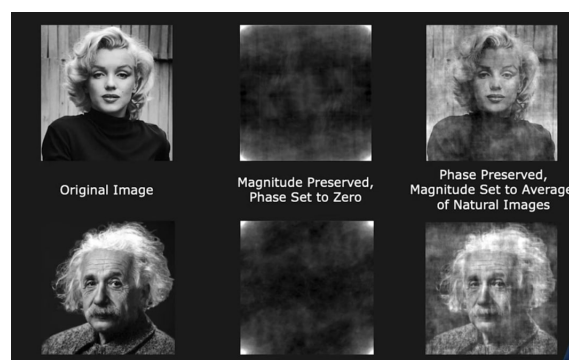 Original Image
Magnitude Preserved,
Phase Set to Zero
Phase Preserved,
Magnitude Set to Average
of Natural Images